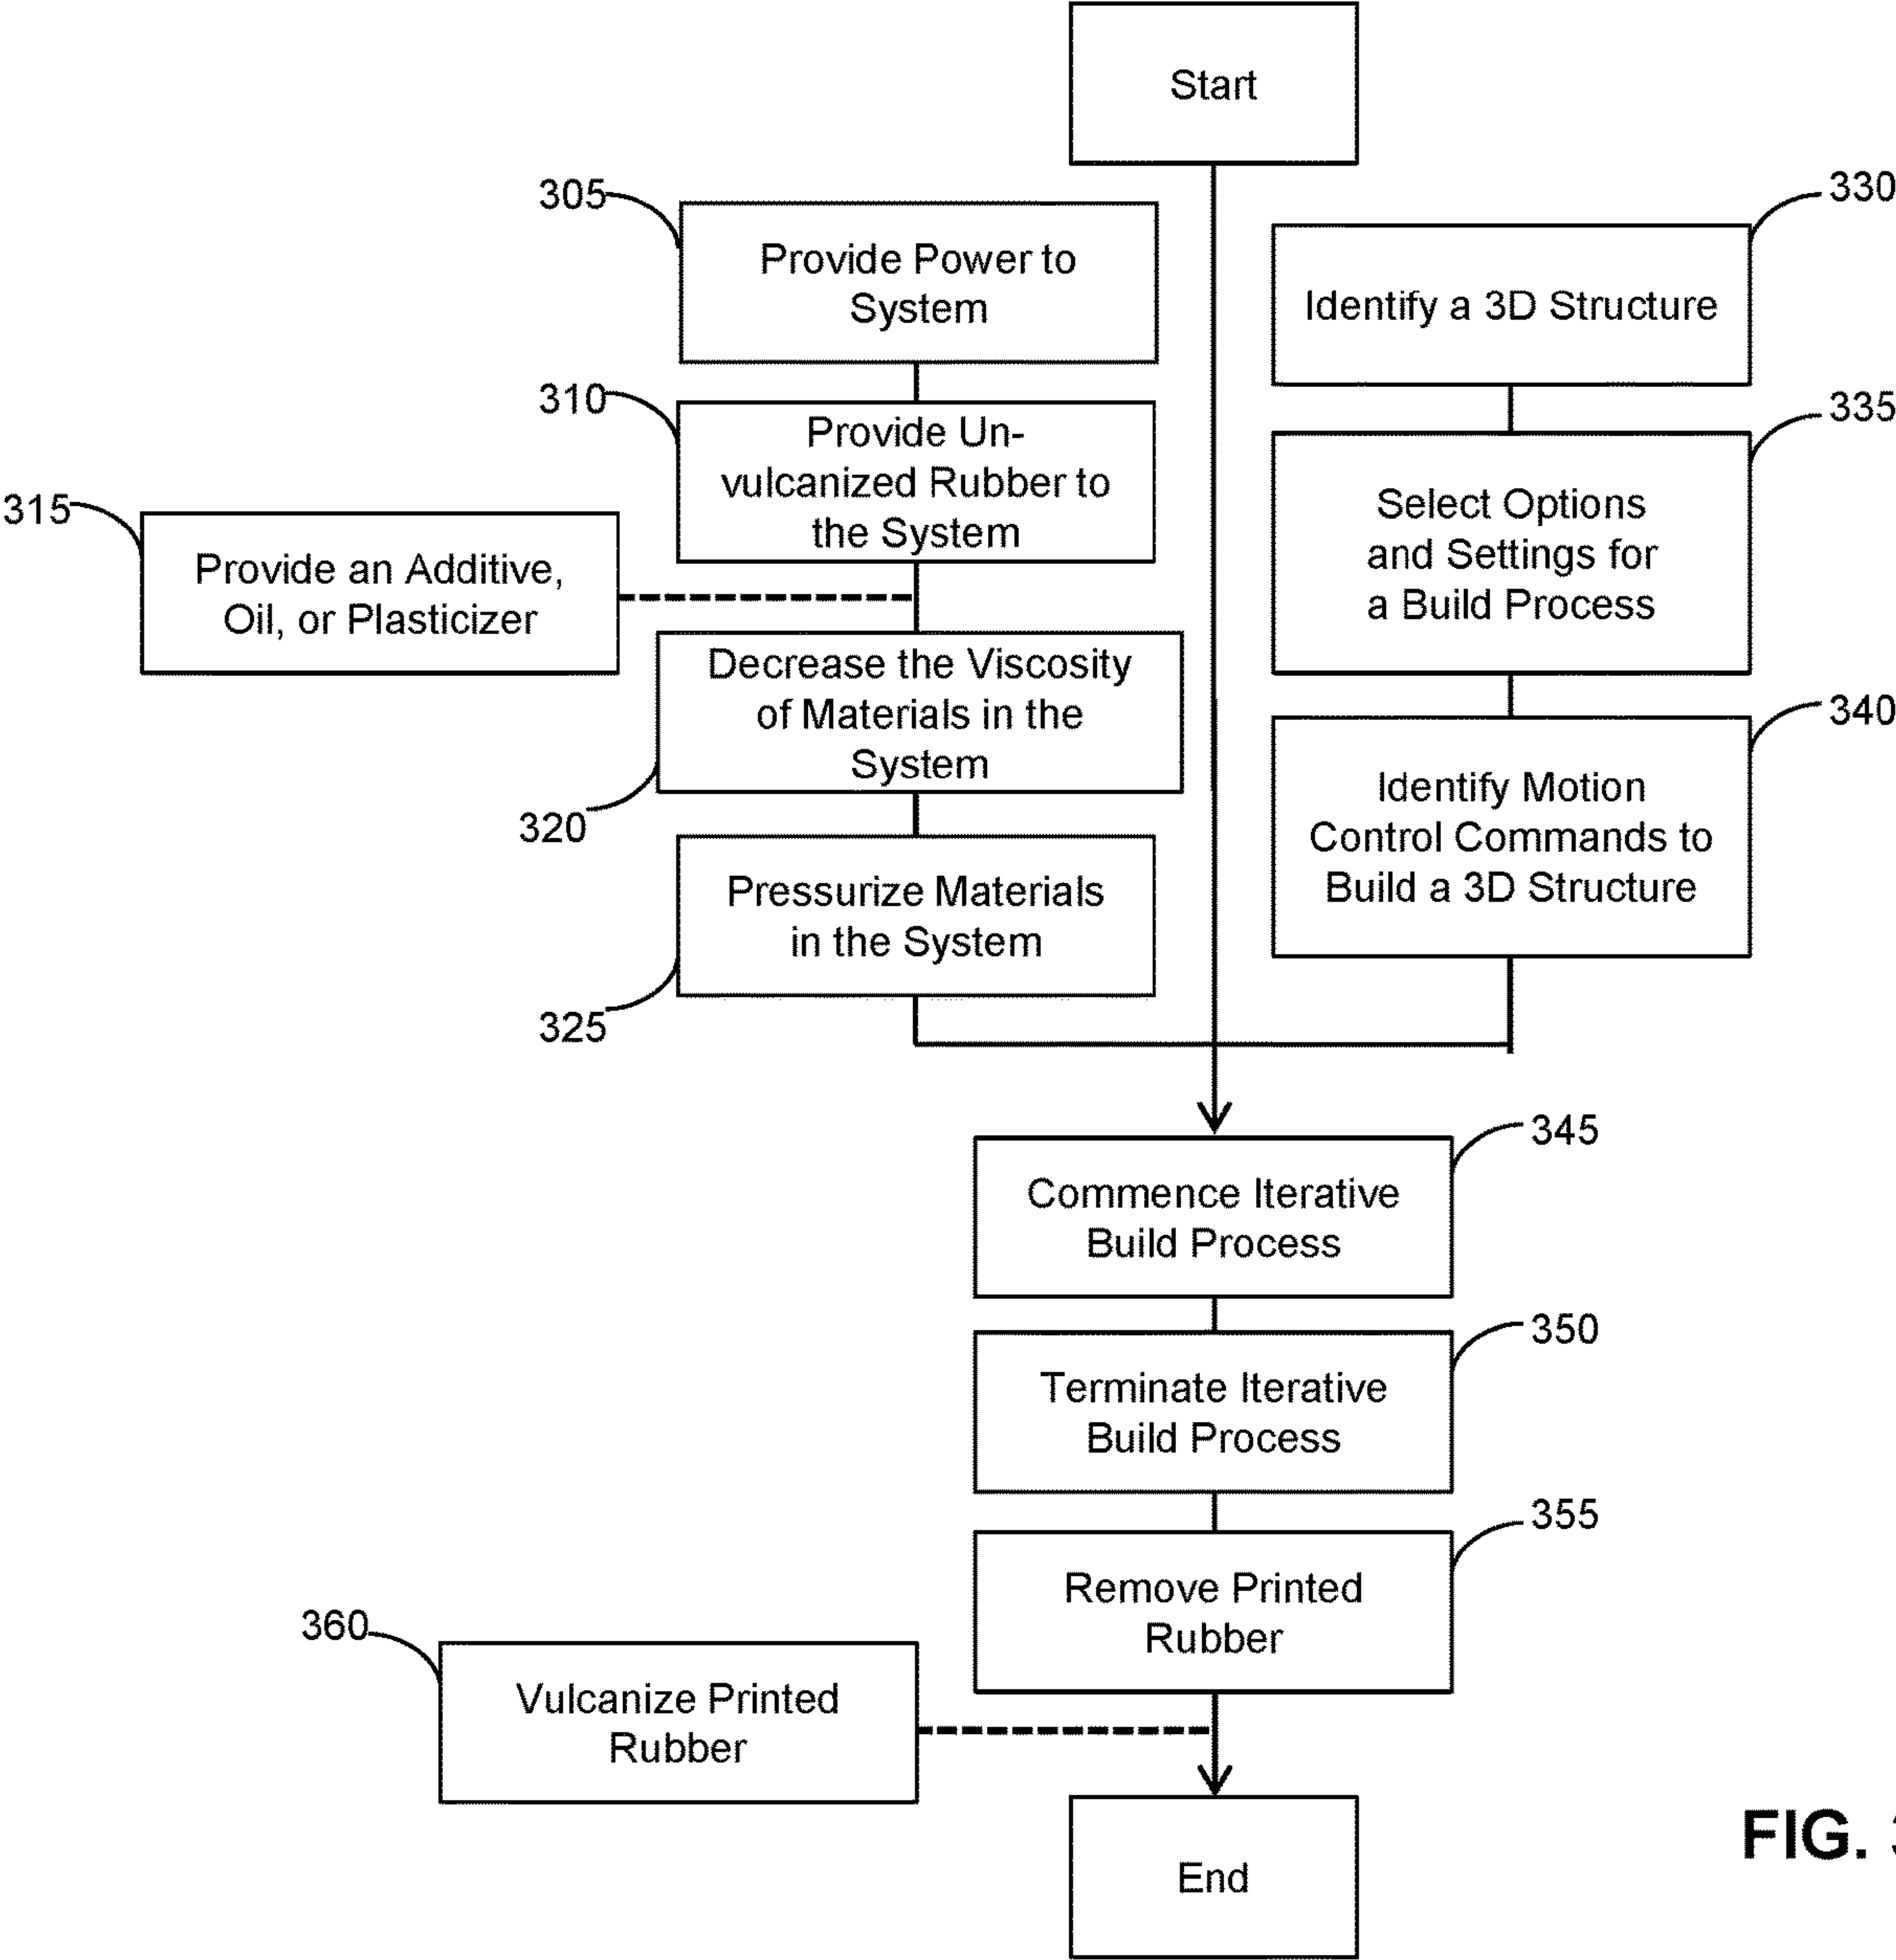 Start
305
Provide Power to
System
310
Provide Un-
vulcanized Rubber to
the System
315
Provide an Additive,
Oil, or Plasticizer
Decrease the Viscosity
of Materials in the
System
320
Pressurize Materials
in the System
325
330
Identify a 3D Structure
335
Select Options
and Settings for
a Build Process
340
Identify Motion
Control Commands to
Build a 3D Structure
345
Commence Iterative
Build Process
350
Terminate Iterative
Build Process
355
Remove Printed
Rubber
360
Vulcanize Printed
Rubber
End
FIG.